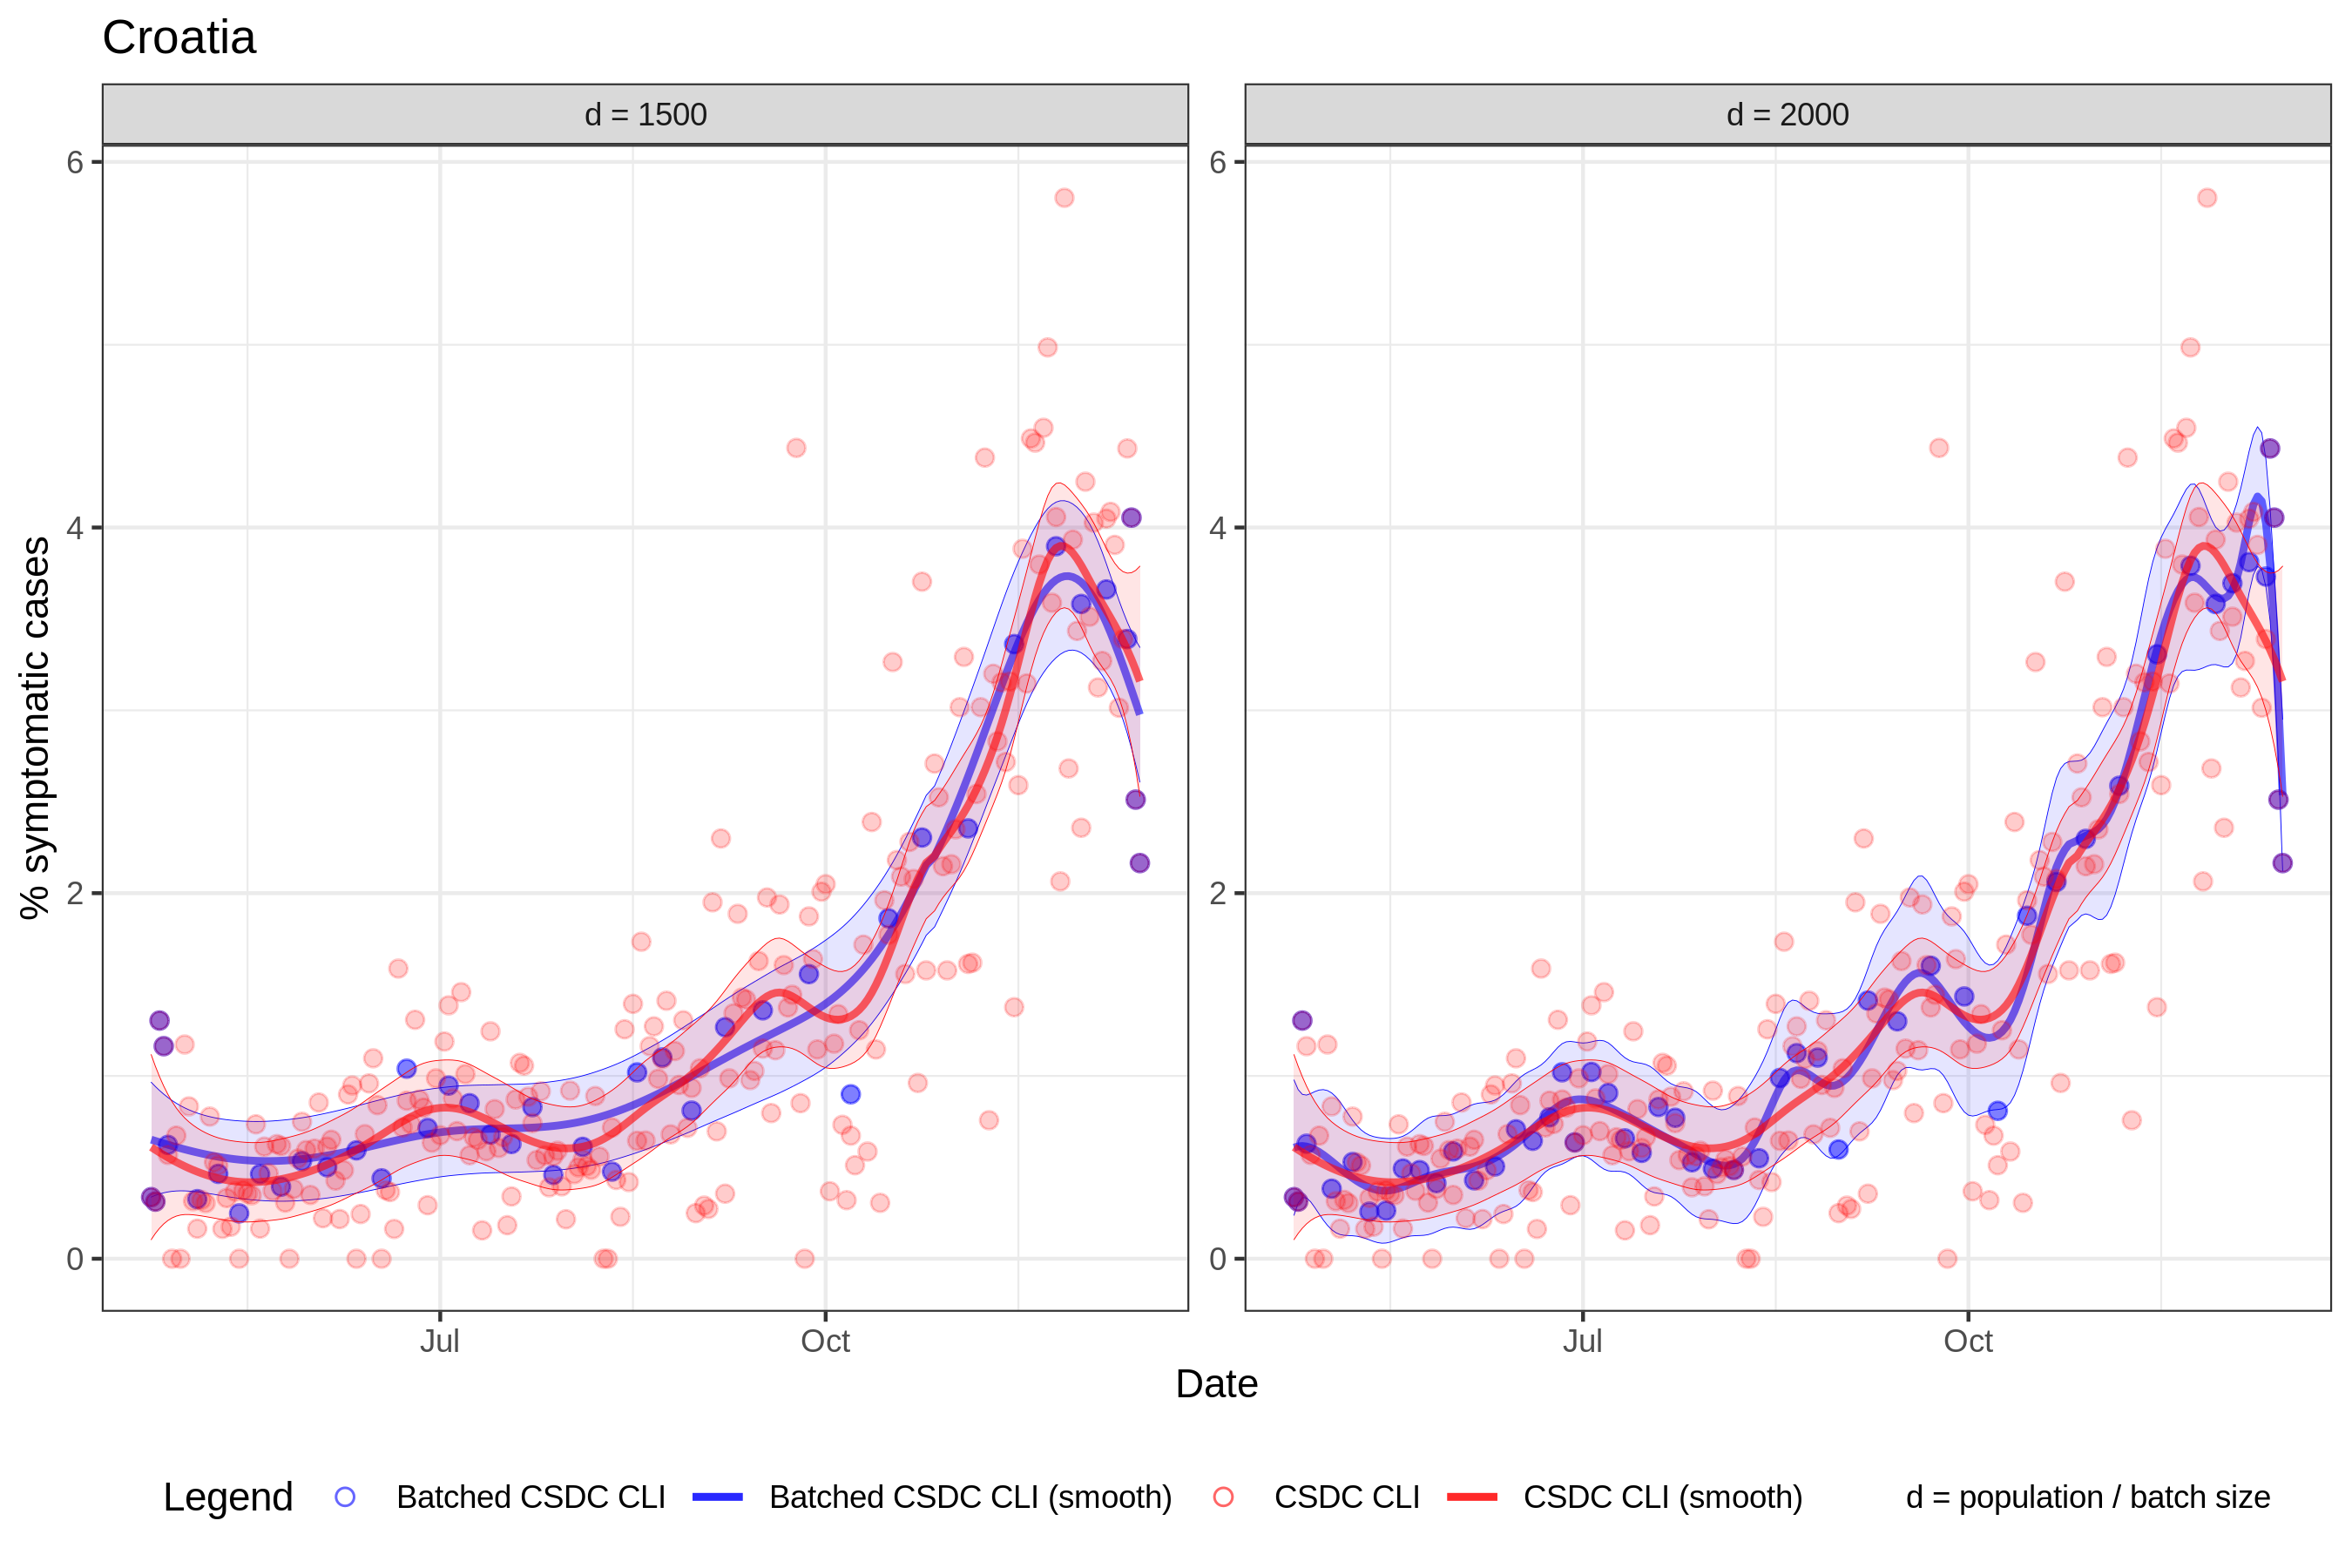 Croatia
d = 1500
d = 2000
6
4
2
0
6
4
2
0
% symptomatic cases
Jul
Oct
Jul
Oct
Date
Legend Batched CSDC CLI Batched CSDC CLI (smooth) CSDC CLI CSDC CLI (smooth) d = population / batch size